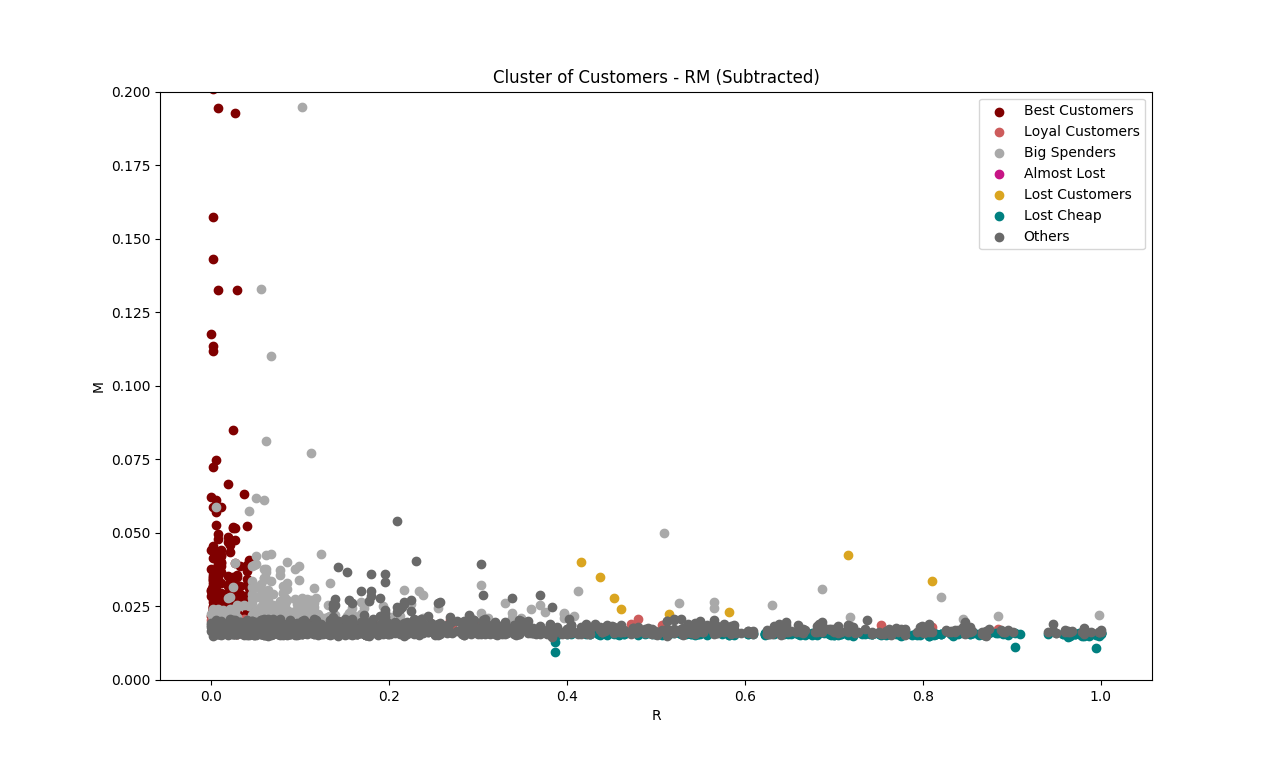 Cluster of Customers - RM (Subtracted)
0.200
0.175
0.150
0.125
0.100
0.075
0.050
0.025
0.000
M
0.0
0.2
0.4
0.6
0.8
1.0
R
Best Customers
Loyal Customers
Big Spenders
Almost Lost
Lost Customers
Lost Cheap
Others